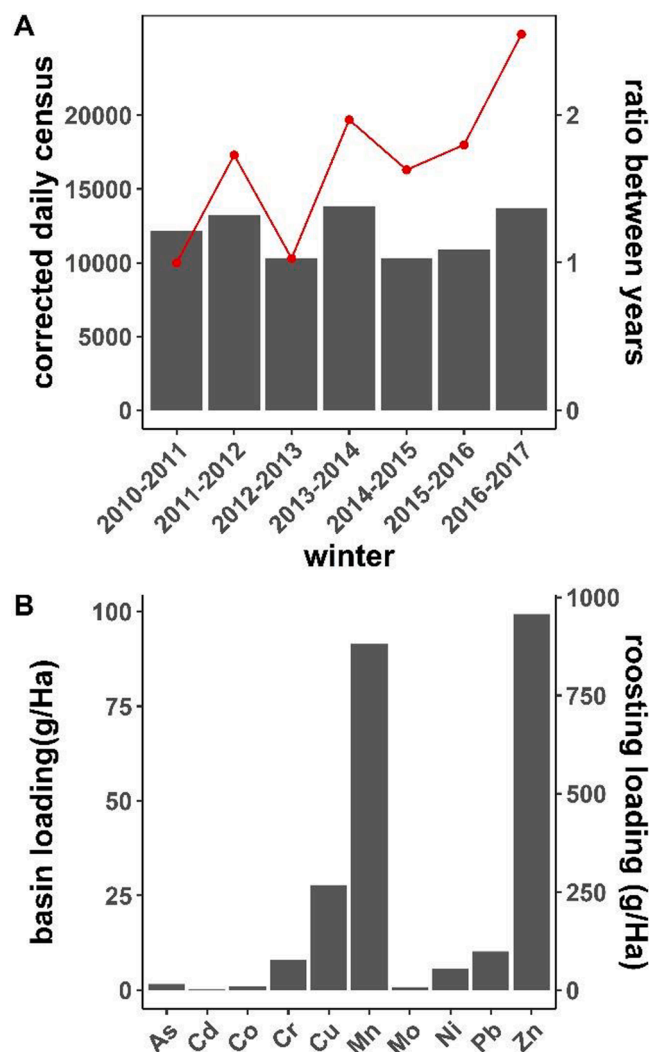 A
corrected daily census
20000
15000
10000
5000
0
2
1
0
ratio between years
2010-2011
2011-2012
2012-2013
2013-2014
2014-2015
2015-2016
2016-2017
winter
B
basin loading(g/Ha)
100
75
50
25
0
1000
750
500
250
0
roosting loading (g/Ha)
As
Cd
Co
Cr
Cu
Mn
Mo
Ni
Pb
Zn